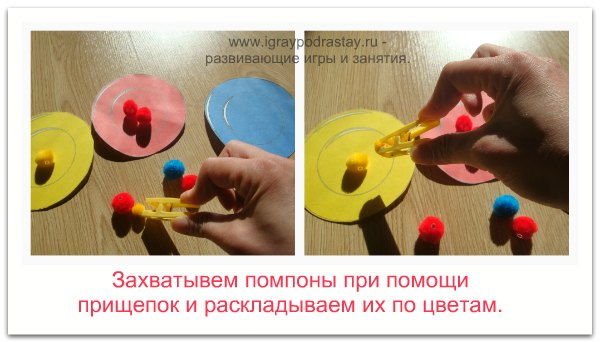 www.igraypodrastay.ru -
развивающие игры и занятия.
Захватывем помпоны при помощи
прищепок и раскладываем их по цветам.